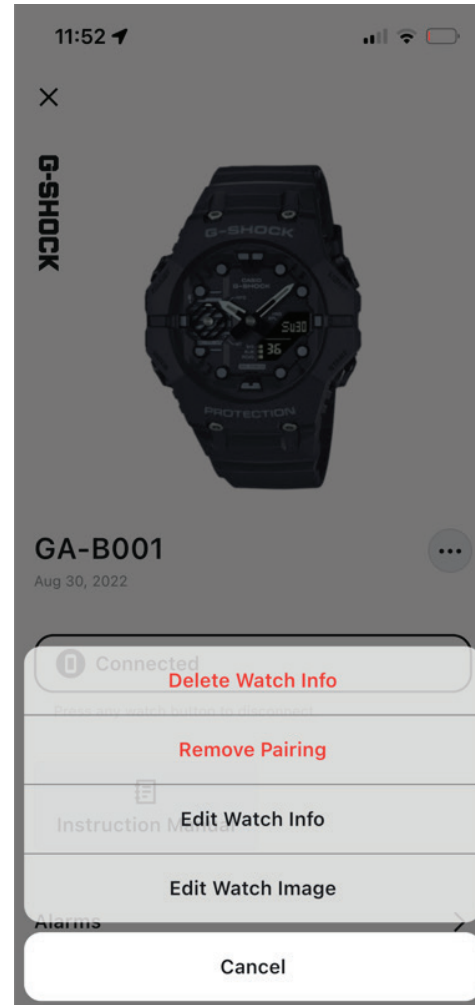 11:52
G-SHOCK
G-SHOCK
CASIO
G-SHOCK
SU30
36
PROTECTION
GA-B001
Aug 30, 2022
Connected
Delete Watch Info
Press any watch button to disconnect
Remove Pairing
Edit Watch Info
Instruction Manual
Edit Watch Image
Alarms
Cancel